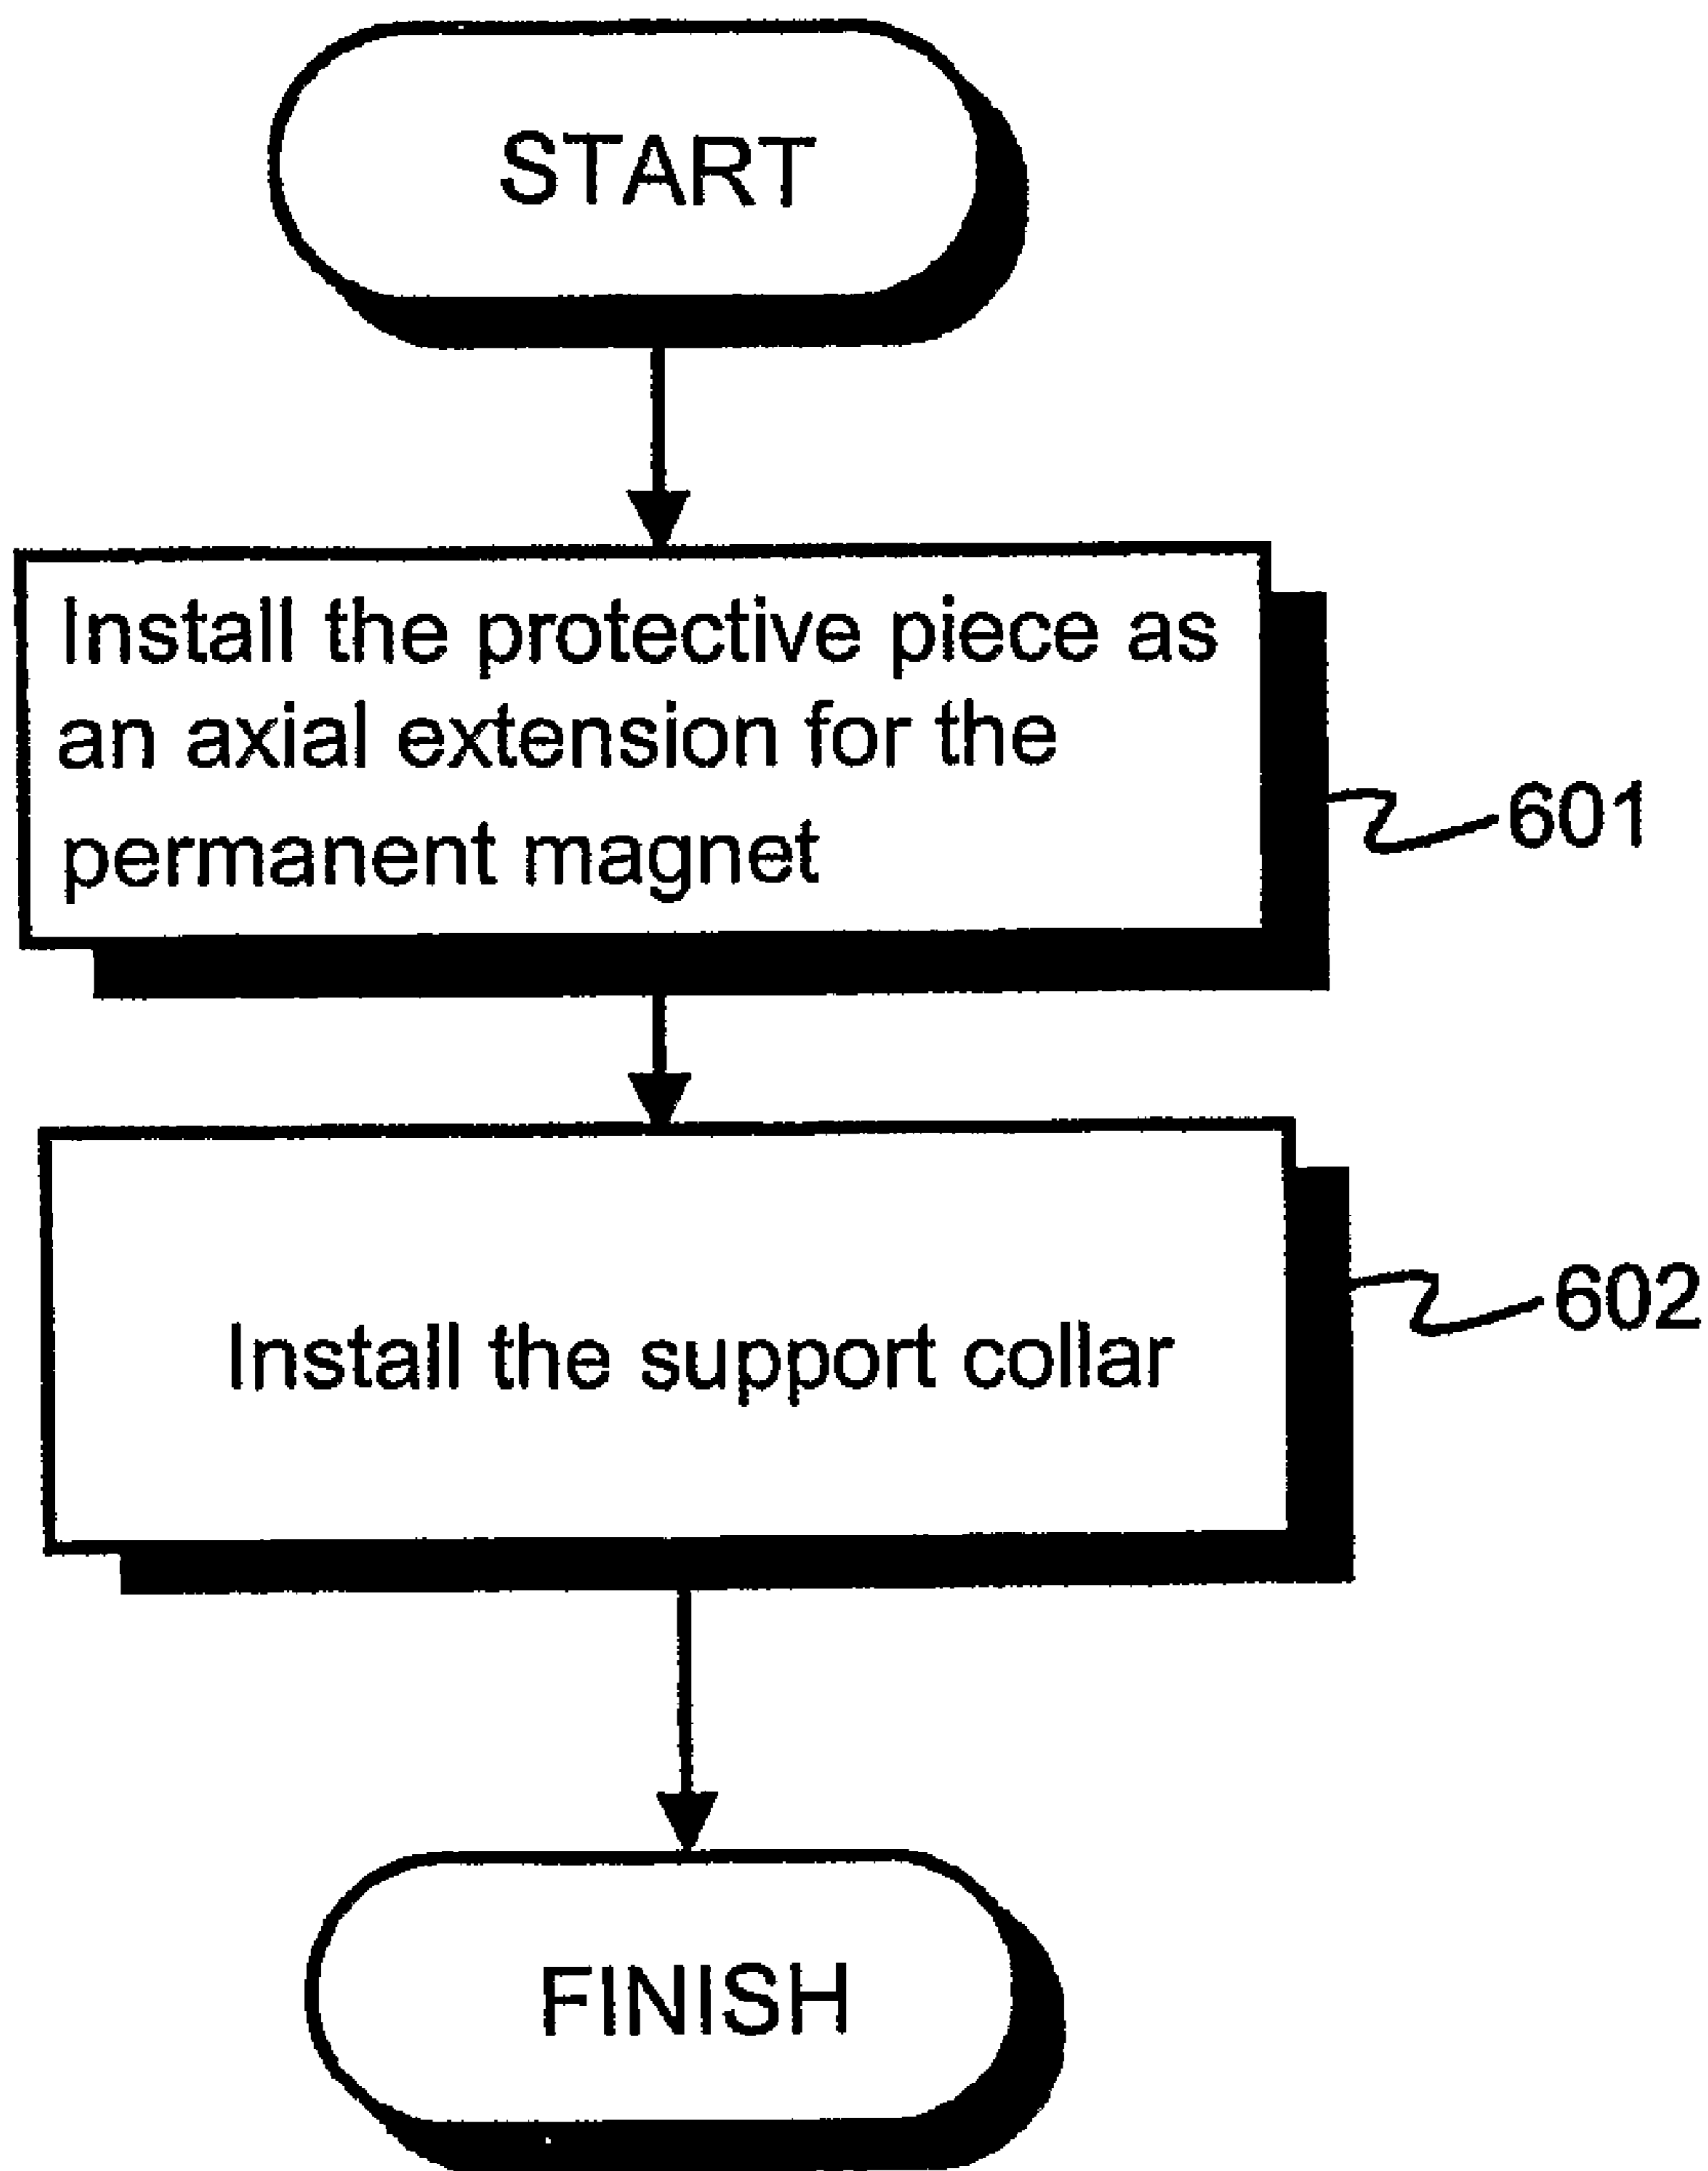 START
Install the protective piece as
an axial extension for the
permanent magnet
601
Install the support collar
602
FINISH